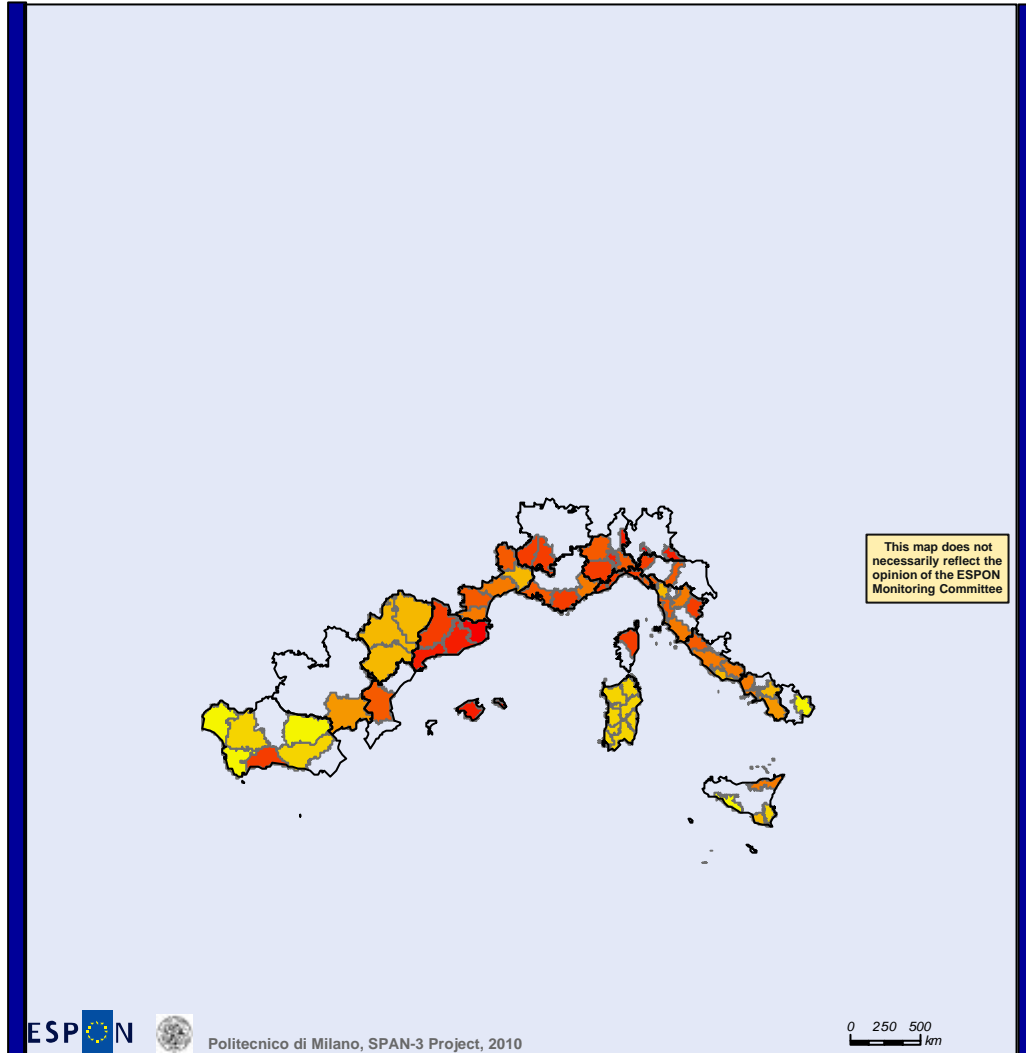 This map does not
necessarily reflect the
opinion of the ESPON
Monitoring Committee
ESPON
Politecnico di Milano, SPAN-3 Project, 2010
0 250 500
km